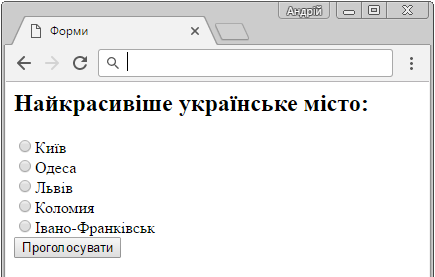 Андрій
Форми
Найкрасивіше українське місто:
Київ
Одеса
Львів
Коломия
Івано-Франківськ
Проголосувати